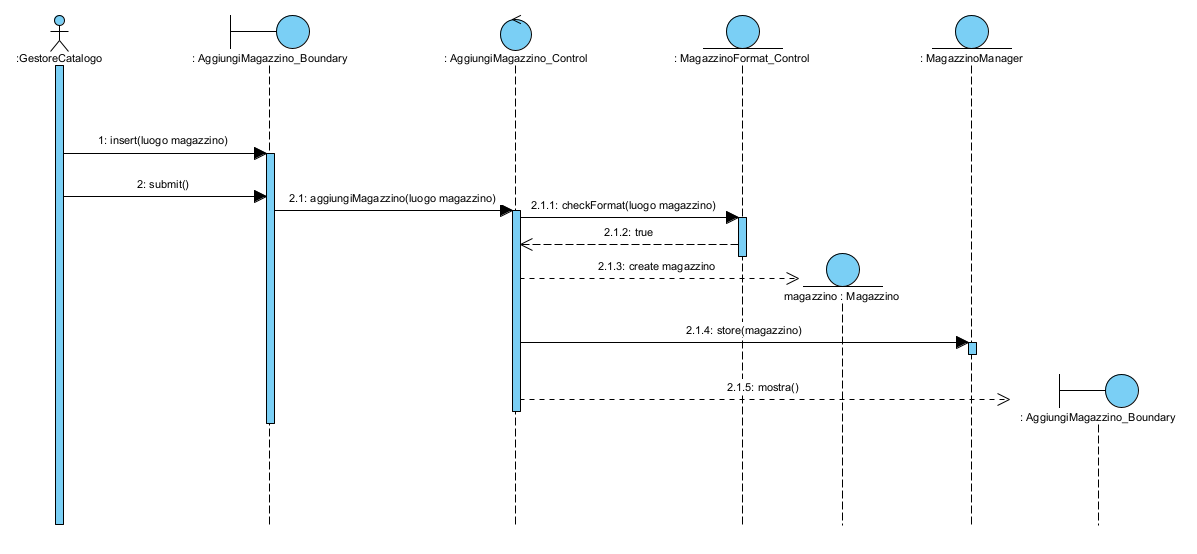 :GestoreCatalogo
: AggiungiMagazzino_Boundary
: AggiungiMagazzino_Control
: MagazzinoFormat_Control
: MagazzinoManager
1: insert(luogo magazzino)
2: submit()
2.1: aggiungiMagazzino(luogo magazzino)
2.1.1: checkFormat(luogo magazzino)
2.1.2: true
2.1.3: create magazzino
magazzino : Magazzino
2.1.4: store(magazzino)
2.1.5: mostra()
: AggiungiMagazzino_Boundary